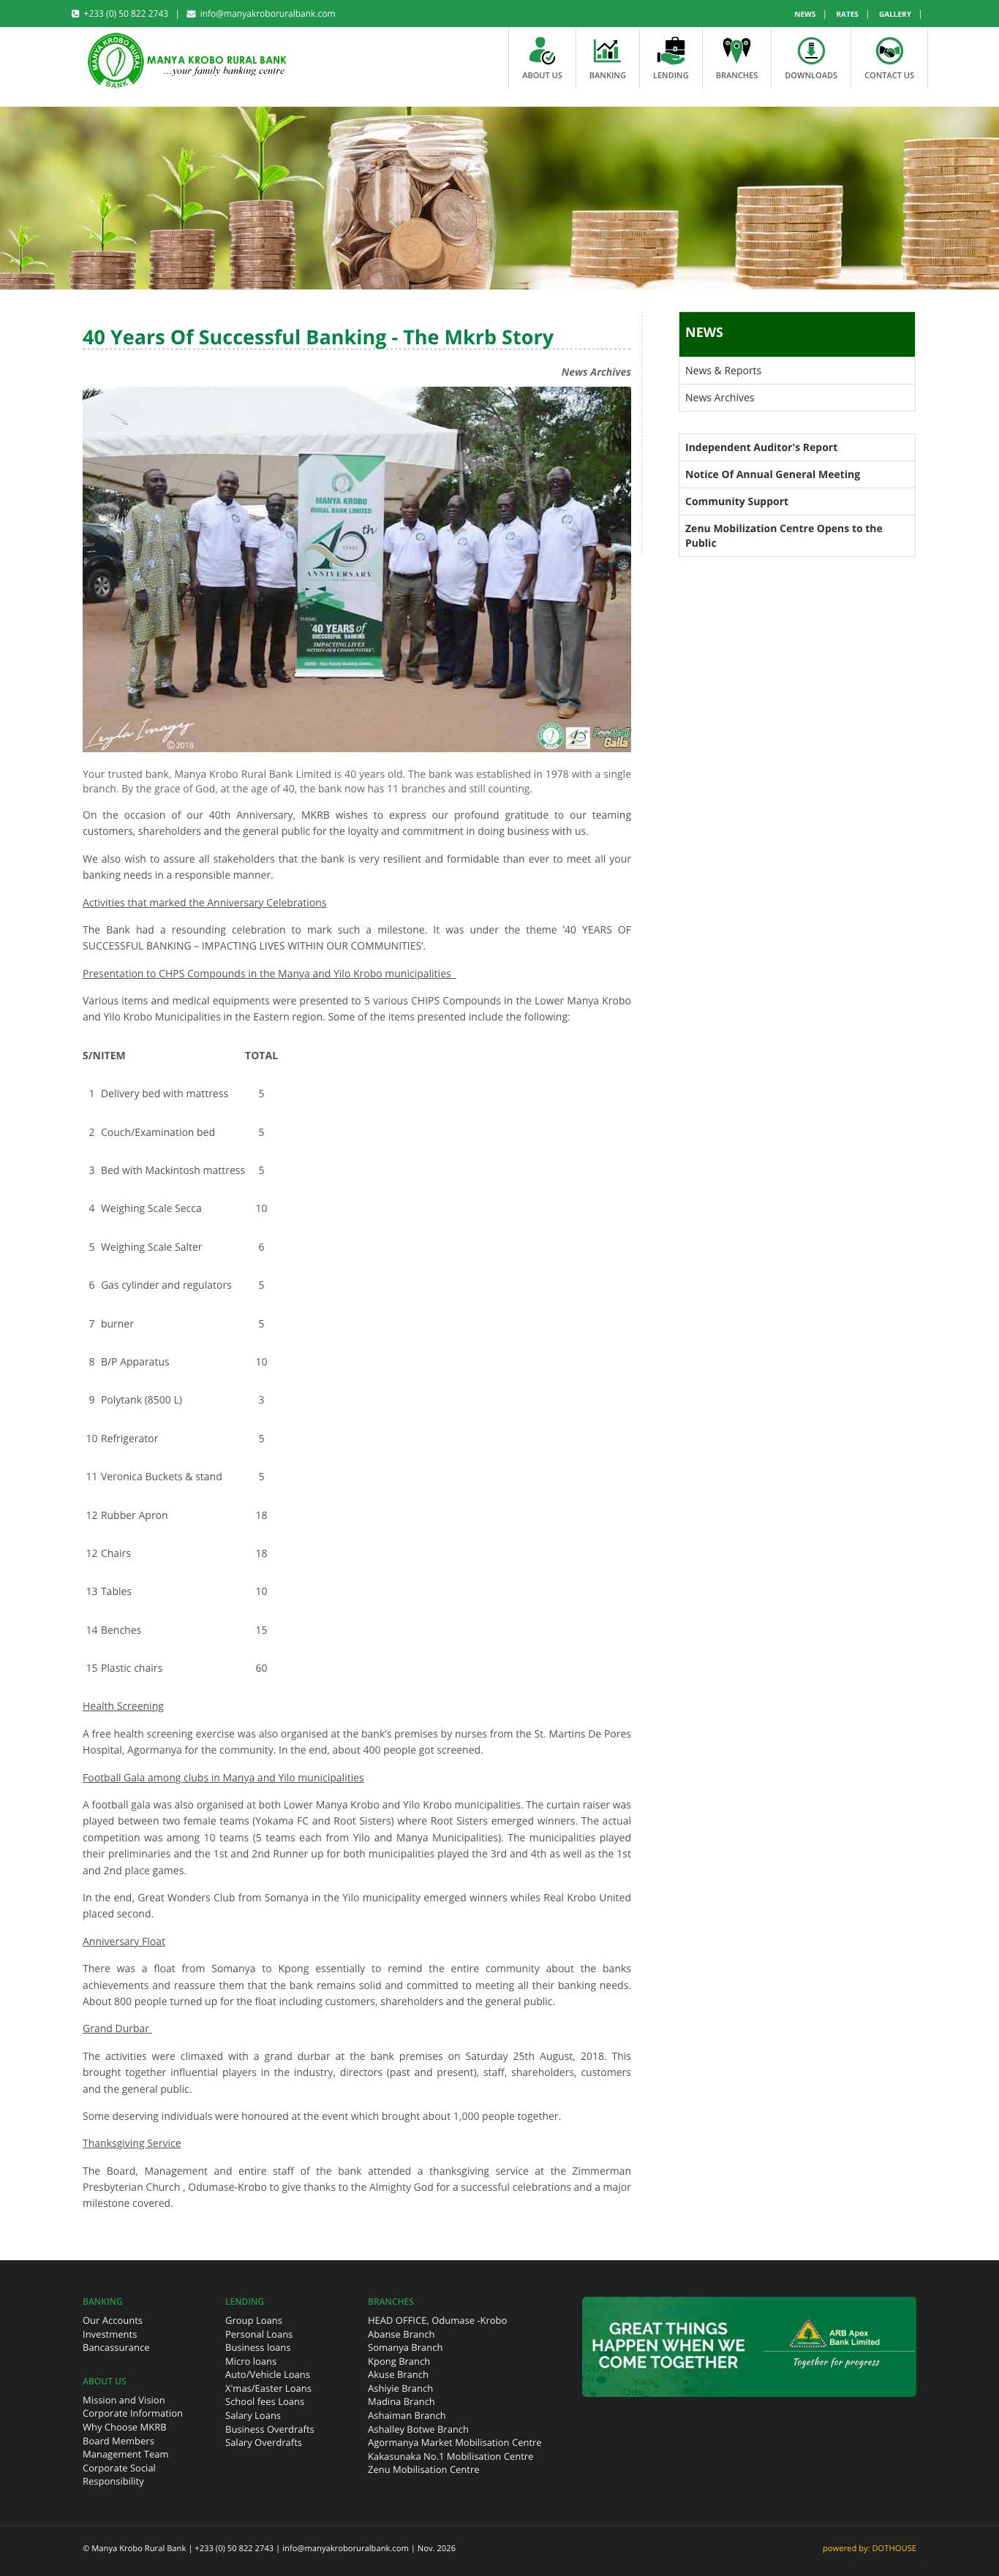 +233 (0) 50 822 2743 | info@manyakroboruralbank.com
NEWS | RATES | GALLERY |
MANYA KROBO RURAL
BANK
MANYA KROBO RURAL BANK
...your family banking centre
ABOUT US
BANKING
LENDING
BRANCHES
DOWNLOADS
CONTACT US
40 Years Of Successful Banking - The Mkrb Story
News Archives
MANYA KROBO
RURAL BANK LIMITED
40th
YEARS
ANNIVERSARY
THEME:
'40 YEARS of
SUCCESSFUL BANKING
IMPACTING LIVES
WITHIN OUR COMMUNITIES'.
Leyla Imagery
©2018
Football
Galla
Your trusted bank, Manya Krobo Rural Bank Limited is 40 years old. The bank was established in 1978 with a single
branch. By the grace of God, at the age of 40, the bank now has 11 branches and still counting.
On the occasion of our 40th Anniversary, MKRB wishes to express our profound gratitude to our teaming
customers, shareholders and the general public for the loyalty and commitment in doing business with us.
We also wish to assure all stakeholders that the bank is very resilient and formidable than ever to meet all your
banking needs in a responsible manner.
Activities that marked the Anniversary Celebrations
The Bank had a resounding celebration to mark such a milestone. It was under the theme '40 YEARS OF
SUCCESSFUL BANKING – IMPACTING LIVES WITHIN OUR COMMUNITIES'.
Presentation to CHPS Compounds in the Manya and Yilo Krobo municipalities
Various items and medical equipments were presented to 5 various CHIPS Compounds in the Lower Manya Krobo
and Yilo Krobo Municipalities in the Eastern region. Some of the items presented include the following:
S/NITEM TOTAL
1 Delivery bed with mattress 5
2 Couch/Examination bed 5
3 Bed with Mackintosh mattress 5
4 Weighing Scale Secca 10
5 Weighing Scale Salter 6
6 Gas cylinder and regulators 5
7 burner 5
8 B/P Apparatus 10
9 Polytank (8500 L) 3
10 Refrigerator 5
11 Veronica Buckets & stand 5
12 Rubber Apron 18
12 Chairs 18
13 Tables 10
14 Benches 15
15 Plastic chairs 60
Health Screening
A free health screening exercise was also organised at the bank's premises by nurses from the St. Martins De Pores
Hospital, Agormanya for the community. In the end, about 400 people got screened.
Football Gala among clubs in Manya and Yilo municipalities
A football gala was also organised at both Lower Manya Krobo and Yilo Krobo municipalities. The curtain raiser was
played between two female teams (Yokama FC and Root Sisters) where Root Sisters emerged winners. The actual
competition was among 10 teams (5 teams each from Yilo and Manya Municipalities). The municipalities played
their preliminaries and the 1st and 2nd Runner up for both municipalities played the 3rd and 4th as well as the 1st
and 2nd place games.
In the end, Great Wonders Club from Somanya in the Yilo municipality emerged winners whiles Real Krobo United
placed second.
Anniversary Float
There was a float from Somanya to Kpong essentially to remind the entire community about the banks
achievements and reassure them that the bank remains solid and committed to meeting all their banking needs.
About 800 people turned up for the float including customers, shareholders and the general public.
Grand Durbar
The activities were climaxed with a grand durbar at the bank premises on Saturday 25th August, 2018. This
brought together influential players in the industry, directors (past and present), staff, shareholders, customers
and the general public.
Some deserving individuals were honoured at the event which brought about 1,000 people together.
Thanksgiving Service
The Board, Management and entire staff of the bank attended a thanksgiving service at the Zimmerman
Presbyterian Church , Odumase-Krobo to give thanks to the Almighty God for a successful celebrations and a major
milestone covered.
NEWS
News & Reports
News Archives
Independent Auditor's Report
Notice Of Annual General Meeting
Community Support
Zenu Mobilization Centre Opens to the
Public
BANKING
Our Accounts
Investments
Bancassurance
ABOUT US
Mission and Vision
Corporate Information
Why Choose MKRB
Board Members
Management Team
Corporate Social
Responsibility
LENDING
Group Loans
Personal Loans
Business loans
Micro loans
Auto/Vehicle Loans
X'mas/Easter Loans
School fees Loans
Salary Loans
Business Overdrafts
Salary Overdrafts
BRANCHES
HEAD OFFICE, Odumase -Krobo
Abanse Branch
Somanya Branch
Kpong Branch
Akuse Branch
Ashiyie Branch
Madina Branch
Ashaiman Branch
Ashalley Botwe Branch
Agormanya Market Mobilisation Centre
Kakasunaka No.1 Mobilisation Centre
Zenu Mobilisation Centre
GREAT THINGS
HAPPEN WHEN WE
COME TOGETHER
ARB Apex
Bank Limited
Together for progress
© Manya Krobo Rural Bank | +233 (0) 50 822 2743 | info@manyakroboruralbank.com | Nov. 2026
powered by: DOTHOUSE